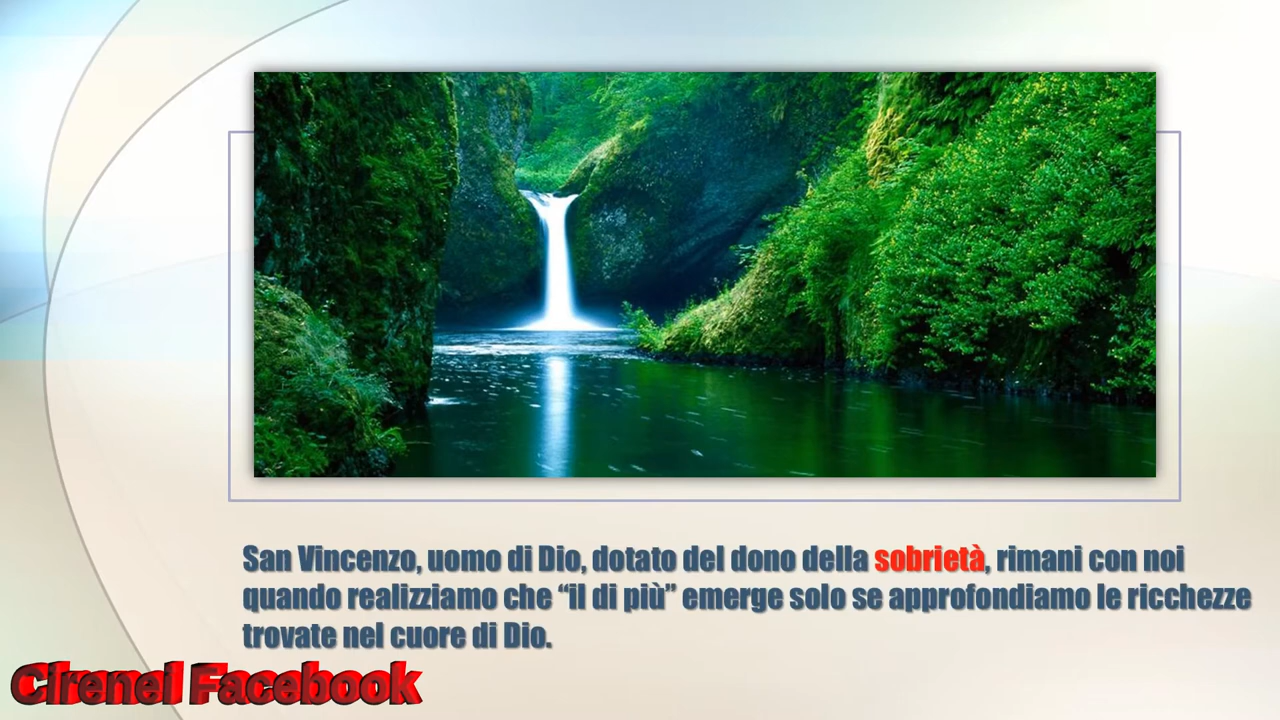 San Vincenzo, uomo di Dio, dotato del dono della sobrietà, rimani con noi
quando realizziamo che “il di più” emerge solo se approfondiamo le ricchezze
trovate nel cuore di Dio.
Cirenei Facebook